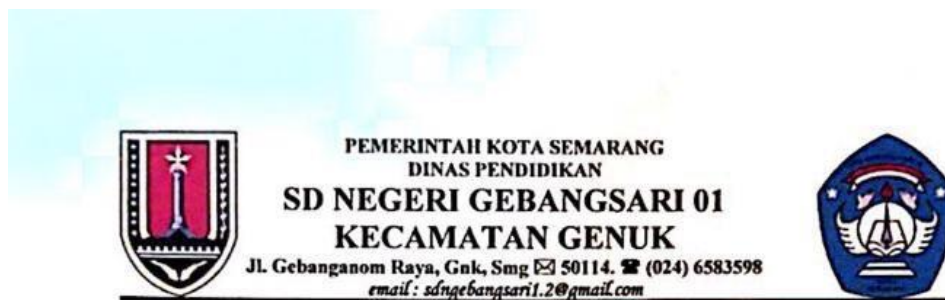 PEMERINTAH KOTA SEMARANG
DINAS PENDIDIKAN
SD NEGERI GEBANGSARI 01
KECAMATAN GENUK
Jl. Gebanganom Raya, Gnk, Smg ✉ 50114. ☎ (024) 6583598
email : sdngebangsari1.2@gmail.com